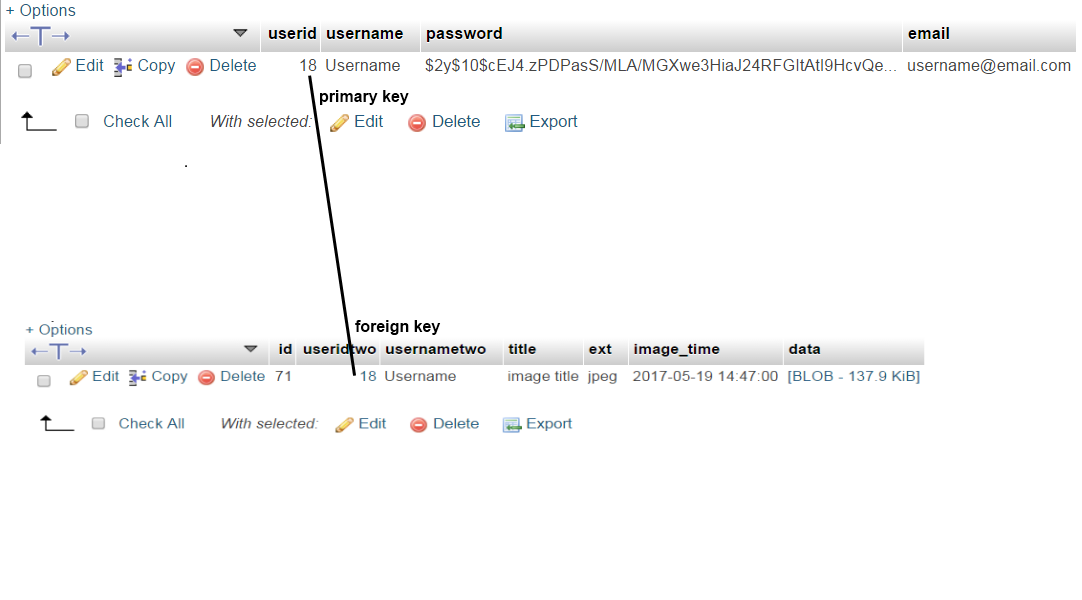 + Options
userid username password email
Edit Copy Delete 18 Username $2y$10$cEJ4.zPDPasS/MLA/MGXwe3HiaJ24RFGItAtI9HcvQe... username@email.com
primary key
Check All With selected: Edit Delete Export
foreign key
+ Options
id useridtwo usernametwo title ext image_time data
Edit Copy Delete 71 18 Username image title jpeg 2017-05-19 14:47:00 [BLOB - 137.9 KiB]
Check All With selected: Edit Delete Export